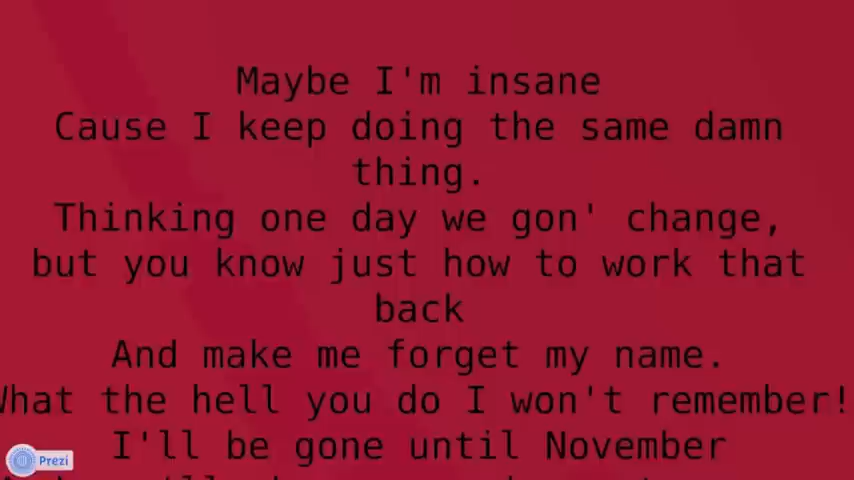 Maybe I'm insane
Cause I keep doing the same damn
thing.
Thinking one day we gon' change,
but you know just how to work that
back
And make me forget my name.
What the hell you do I won't remember!
I'll be gone until November
Prezi